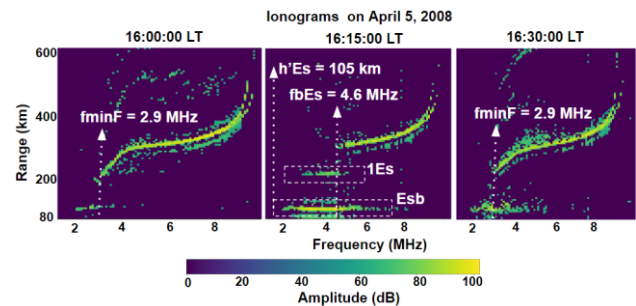 Ionograms on April 5, 2008
16:00:00 LT 16:15:00 LT 16:30:00 LT
600
400
200
80
Range (km)
fminF = 2.9 MHz
h'Es = 105 km
fbEs = 4.6 MHz
1Es
Esb
fminF = 2.9 MHz
2 4 6 8 2 4 6 8 2 4 6 8
Frequency (MHz)
0 20 40 60 80 100
Amplitude (dB)